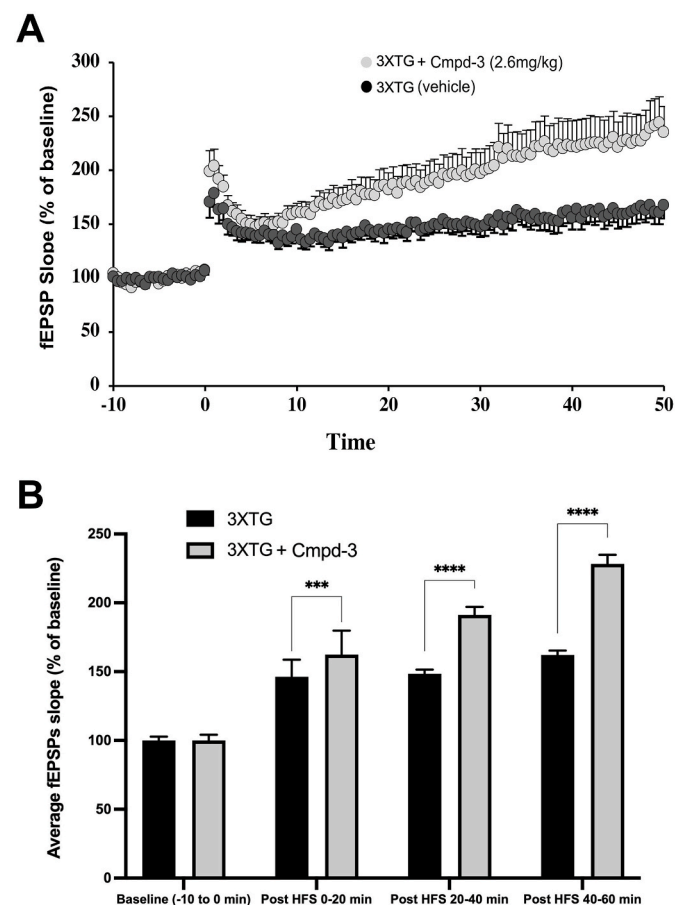 A
fEPSP Slope (% of baseline)
300
250
200
150
100
50
0
3XTG + Cmpd-3 (2.6mg/kg)
3XTG (vehicle)
-10 0 10 20 30 40 50
Time
B
Average fEPSPs slope (% of baseline)
250
200
150
100
50
0
3XTG
3XTG + Cmpd-3
***
****
****
Baseline (-10 to 0 min) Post HFS 0-20 min Post HFS 20-40 min Post HFS 40-60 min